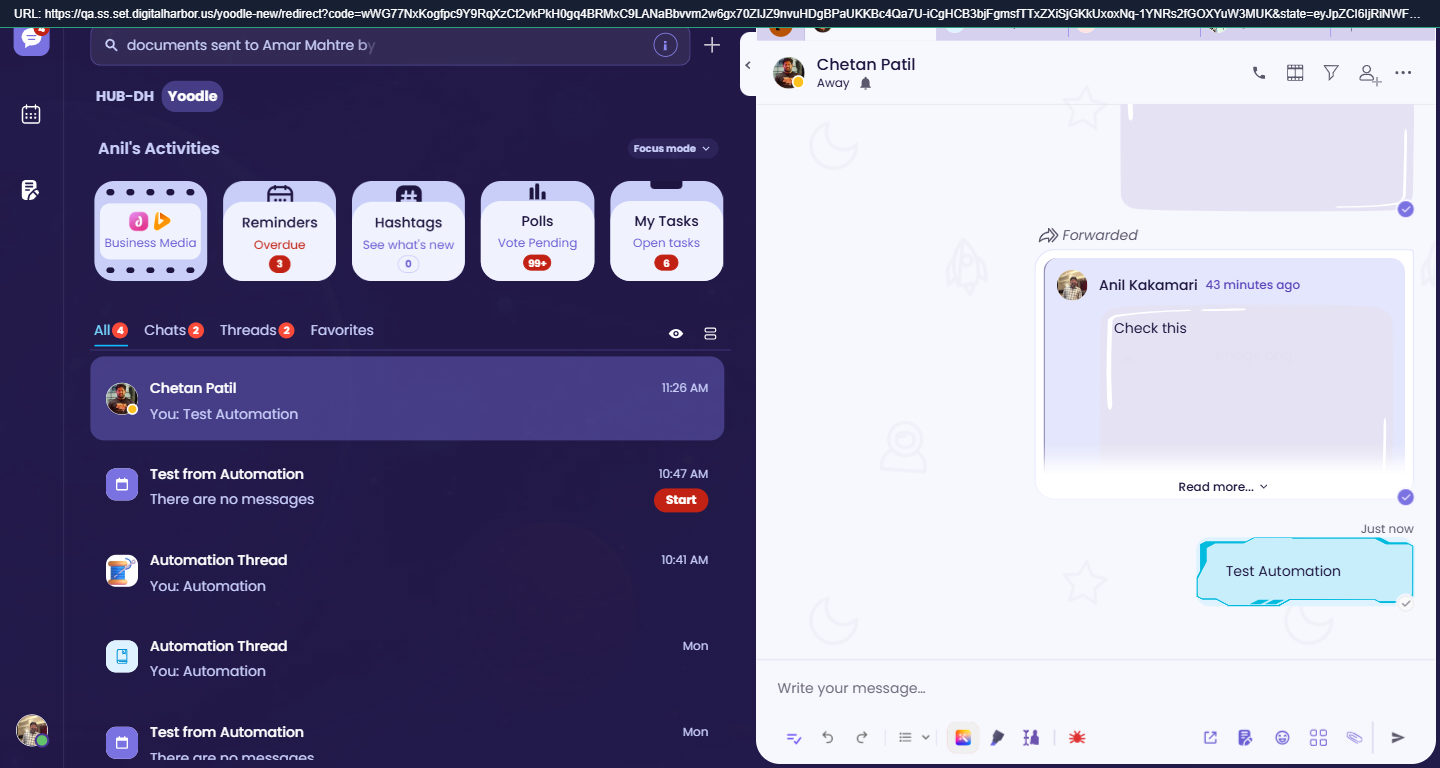 URL: https://qa.ss.set.digitalharbor.us/yoodle-new/redirect?code=wWG77NxKogfpc9Y9RqXzCt2vkPkH0gq4BRMxC9LANaBbvvm2w6gx70ZIJZ9nvuHDgBPaUKKBc4Qa7U-iCgHCB3bjFgmsfTTxZXiSjGKkUxoxNq-1YNRs2fGOXYuW3MUK&state=eyJpZCI6IjRiNWF...
documents sent to Amar Mahtre by
HUB-DH Yoodle
Anil's Activities
Focus mode
Business Media
Reminders
Overdue
3
Hashtags
See what's new
0
Polls
Vote Pending
99+
My Tasks
Open tasks
6
All 4 Chats 2 Threads 2 Favorites
Chetan Patil 11:26 AM
You: Test Automation
Test from Automation 10:47 AM
There are no messages Start
Automation Thread 10:41 AM
You: Automation
Automation Thread Mon
You: Automation
Test from Automation Mon
There are no messages
Chetan Patil
Away
Forwarded
Anil Kakamari 43 minutes ago
Check this
Read more...
Just now
Test Automation
Write your message...